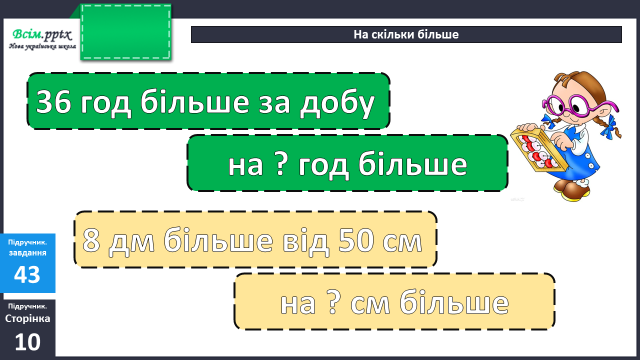 Всім.pptx
Нова українська школа
На скільки більше
36 год більше за добу
на ? год більше
8 дм більше від 50 см
на ? см більше
Підручник.
завдання
43
Підручник.
Сторінка
10